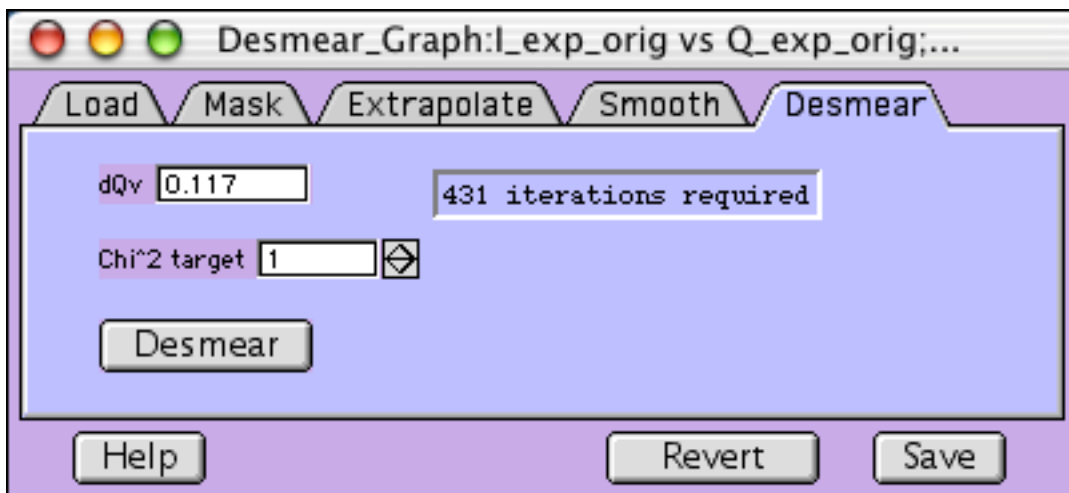 Desmear_Graph:I_exp_orig vs Q_exp_orig;...
Load Mask Extrapolate Smooth Desmear
dQv 0.117
431 iterations required
Chi^2 target 1
Desmear
Help Revert Save